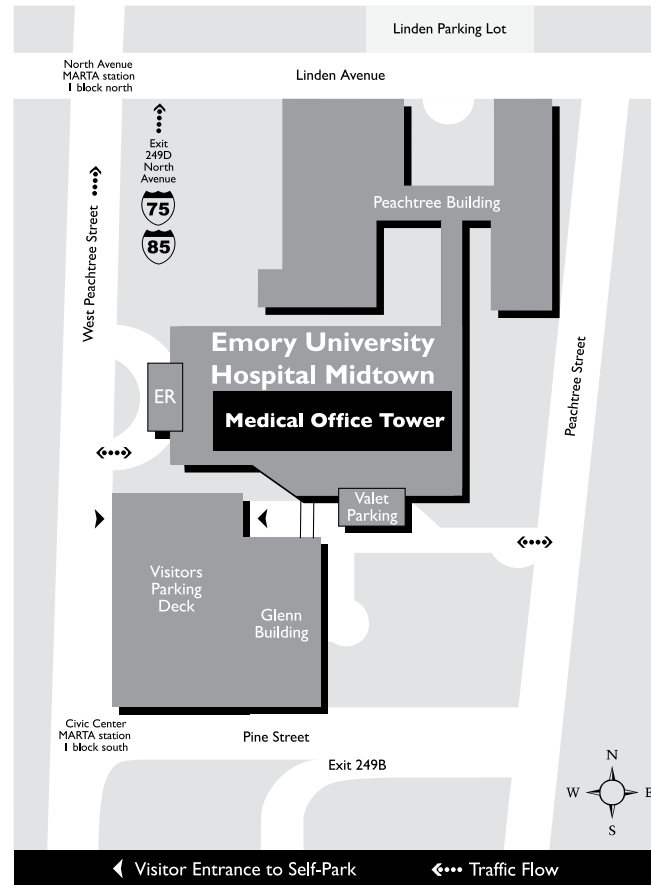 Linden Parking Lot
North Avenue
MARTA station
1 block north
Linden Avenue
Exit
249D
North
Avenue
75
85
Peachtree Building
West Peachtree Street
Peachtree Street
Emory University
Hospital Midtown
ER
Medical Office Tower
Valet
Parking
Visitors
Parking
Deck
Glenn
Building
Civic Center
MARTA station
1 block south
Pine Street
Exit 249B
N
W
E
S
Visitor Entrance to Self-Park
Traffic Flow